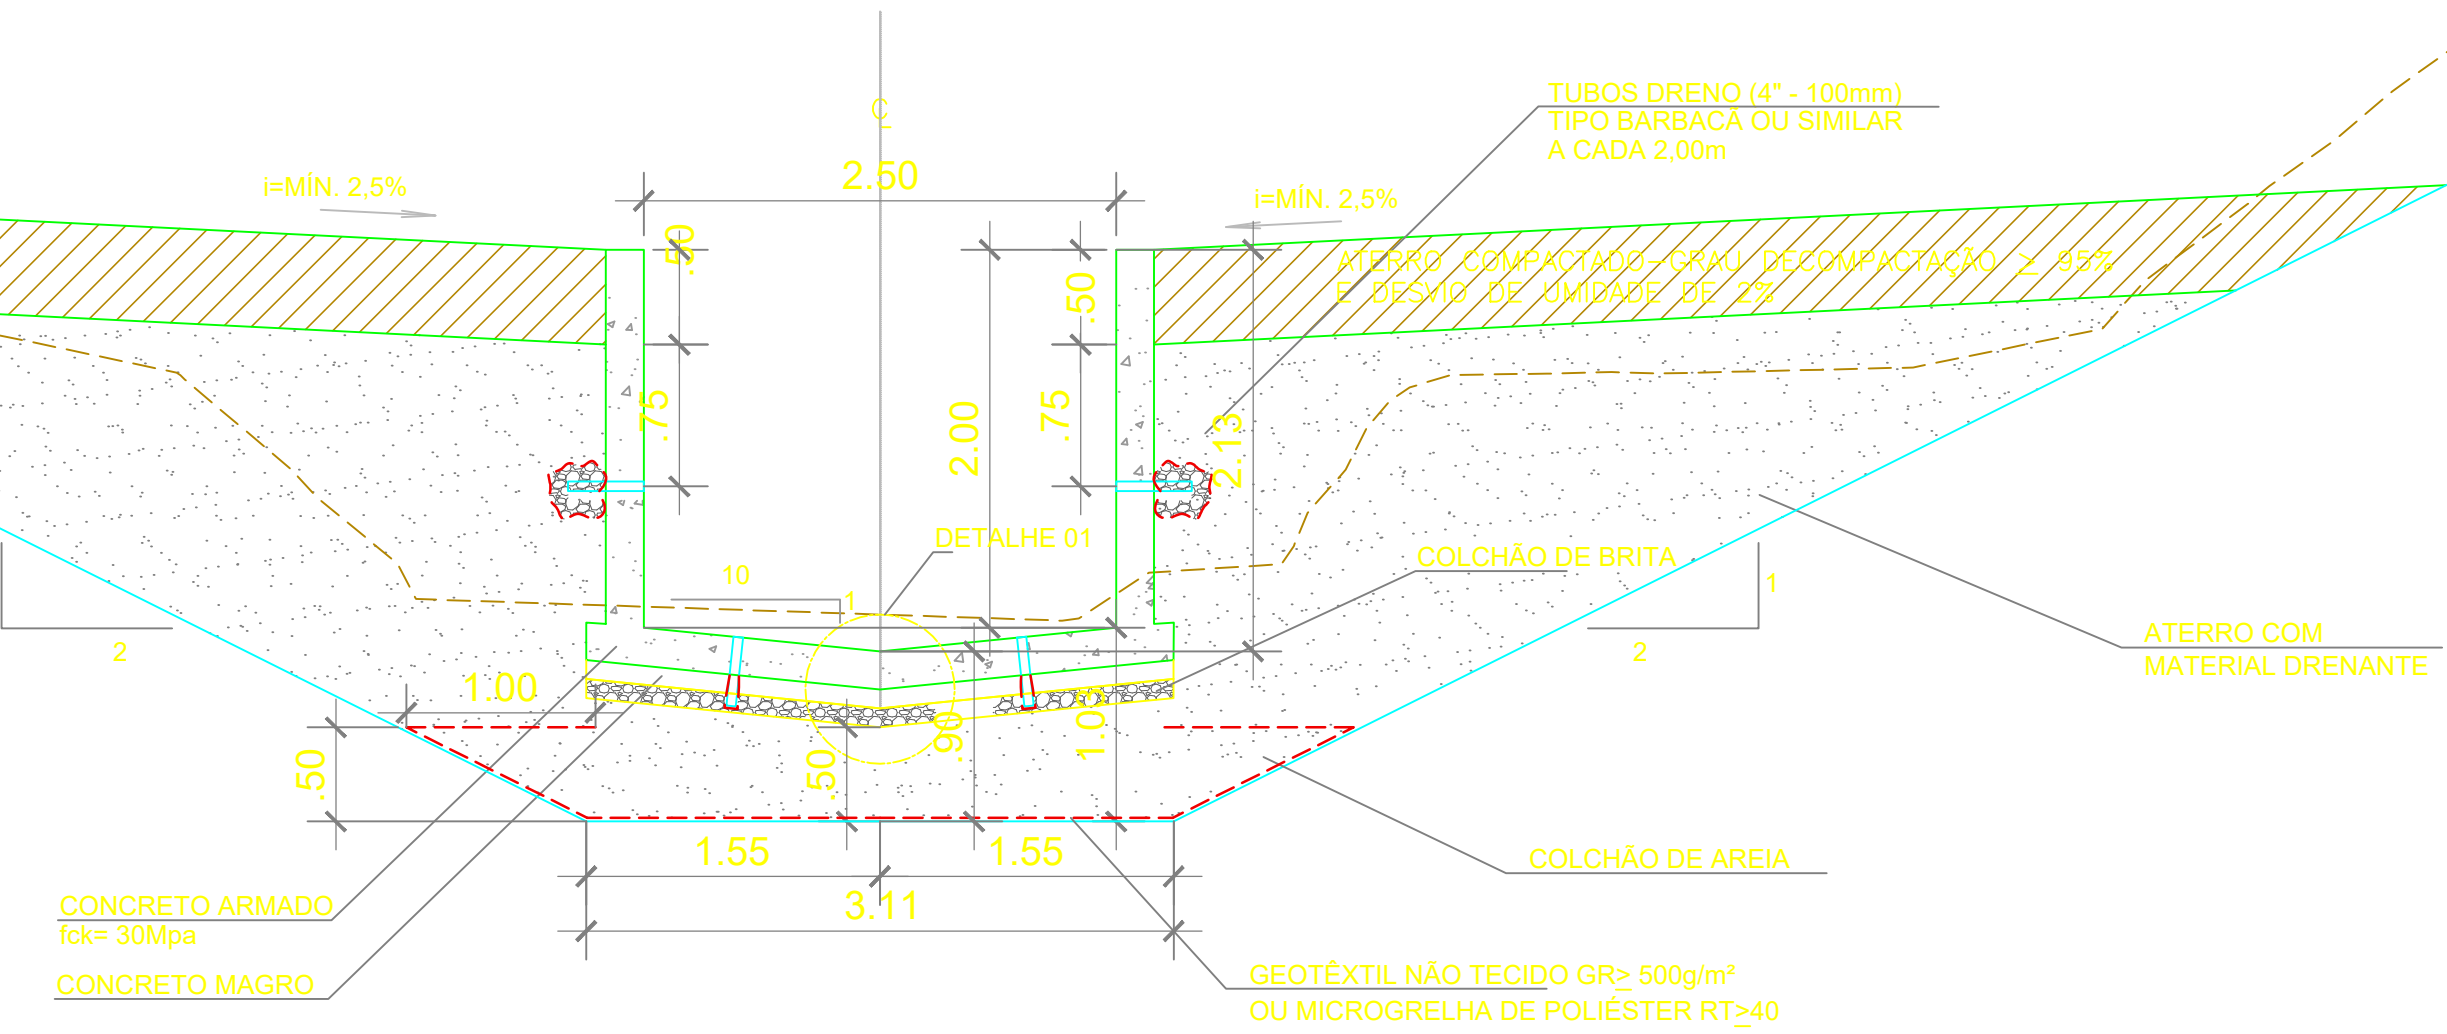 TUBOS DRENO (4" - 100mm)
TIPO BARBACÃ OU SIMILAR
A CADA 2,00m
℄
2.50
i=MÍN. 2,5%
i=MÍN. 2,5%
.50
.50
ATERRO COMPACTADO-GRAU DECOMPACTAÇÃO ≥ 95%
E DESVIO DE UMIDADE DE 2%
.75
2.00
.75
2.13
DETALHE 01
COLCHÃO DE BRITA
10
1
1
2
2
ATERRO COM
MATERIAL DRENANTE
1.00
.50
.50
.90
1.03
1.55
1.55
COLCHÃO DE AREIA
3.11
CONCRETO ARMADO
fck= 30Mpa
CONCRETO MAGRO
GEOTÊXTIL NÃO TECIDO GR≥ 500g/m²
OU MICROGRELHA DE POLIÉSTER RT≥40